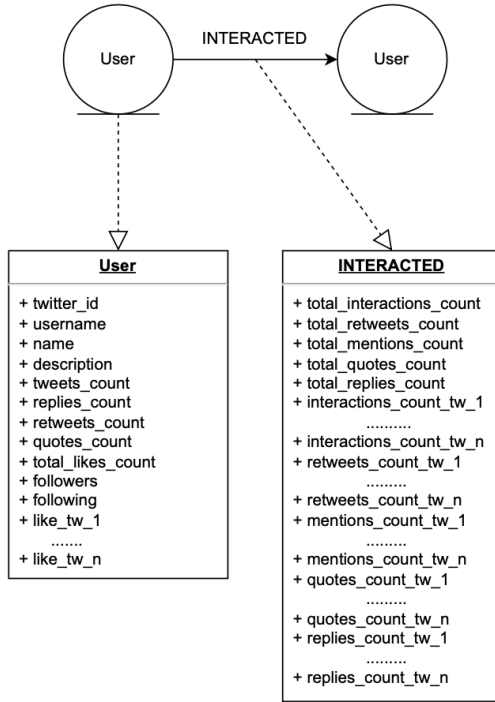 INTERACTED
User
User
User
+ twitter_id
+ username
+ name
+ description
+ tweets_count
+ replies_count
+ retweets_count
+ quotes_count
+ total_likes_count
+ followers
+ following
+ like_tw_1
.......
+ like_tw_n
INTERACTED
+ total_interactions_count
+ total_retweets_count
+ total_mentions_count
+ total_quotes_count
+ total_replies_count
+ interactions_count_tw_1
..........
+ interactions_count_tw_n
+ retweets_count_tw_1
.........
+ retweets_count_tw_n
+ mentions_count_tw_1
.........
+ mentions_count_tw_n
+ quotes_count_tw_1
.........
+ quotes_count_tw_n
+ replies_count_tw_1
.........
+ replies_count_tw_n